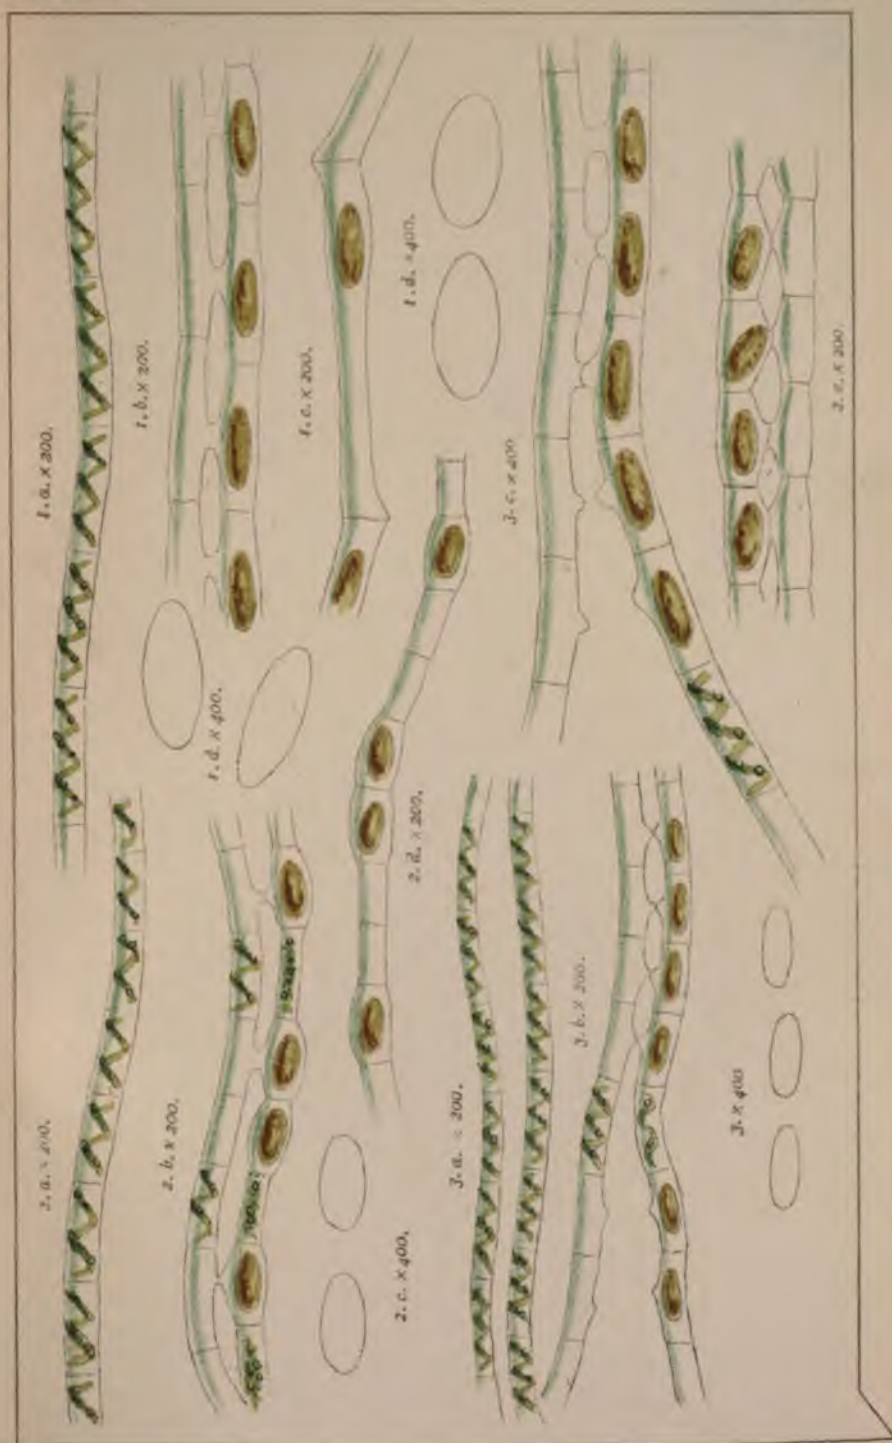 2. a. × 200.
1. a. × 200.
2. b. × 200.
1. b. × 200.
1. d. × 400.
1. c. × 200.
2. c. × 400.
2. d. × 200.
1. d. × 400.
3. a. × 200.
3. c. × 400
3. b. × 200.
3. × 400
2. e. × 200.